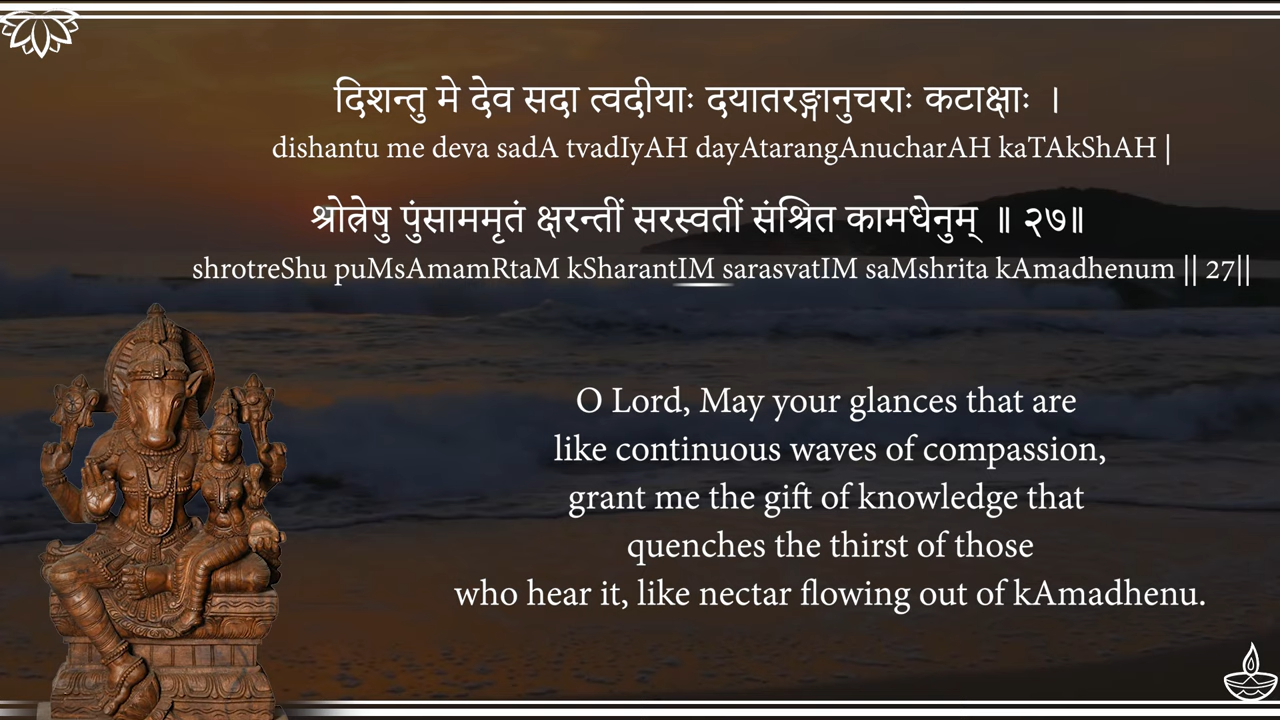 दिशन्तु मे देव सदा त्वदीयाः दयातरङ्गानुचराः कटाक्षाः ।
dishantu me deva sadA tvadIyAH dayAtarangAnucharAH kaTAkShAH |
श्रोत्रेषु पुंसाममृतं क्षरन्तीं सरस्वतीं संश्रित कामधेनुम् ॥ २७॥
shrotreShu puMsAmamRtaM kSharantIM sarasvatIM saMshrita kAmadhenum || 27||
O Lord, May your glances that are
like continuous waves of compassion,
grant me the gift of knowledge that
quenches the thirst of those
who hear it, like nectar flowing out of kAmadhenu.